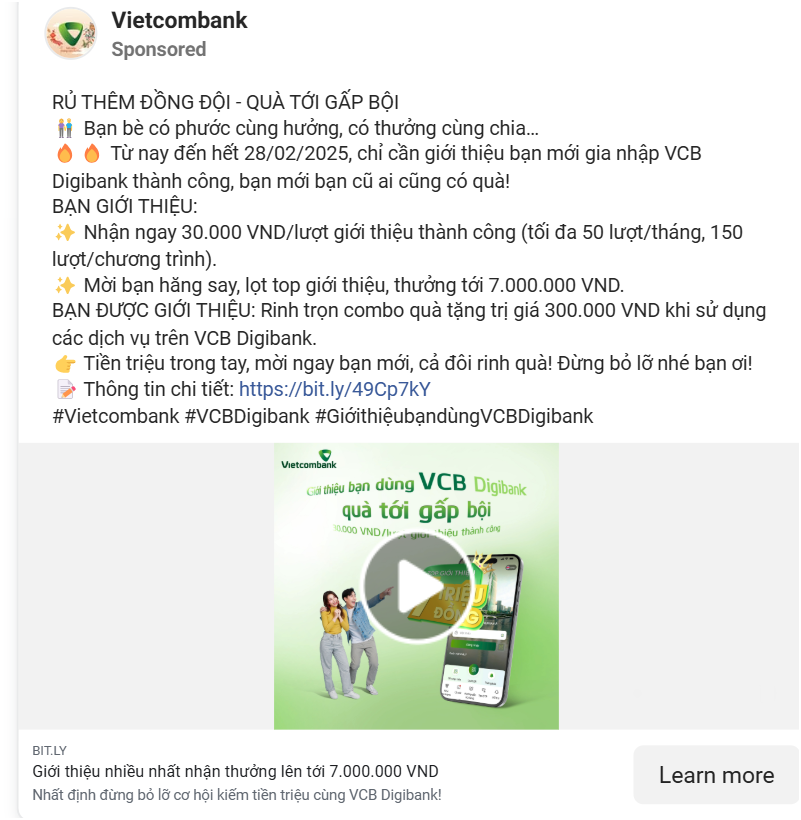 Vietcombank
Sponsored
RỦ THÊM ĐỒNG ĐỘI - QUÀ TỚI GẤP BỘI
👬 Bạn bè có phước cùng hưởng, có thưởng cùng chia...
🔥 🔥 Từ nay đến hết 28/02/2025, chỉ cần giới thiệu bạn mới gia nhập VCB
Digibank thành công, bạn mới bạn cũ ai cũng có quà!
BẠN GIỚI THIỆU:
✨ Nhận ngay 30.000 VND/lượt giới thiệu thành công (tối đa 50 lượt/tháng, 150
lượt/chương trình).
✨ Mời bạn hăng say, lọt top giới thiệu, thưởng tới 7.000.000 VND.
BẠN ĐƯỢC GIỚI THIỆU: Rinh trọn combo quà tặng trị giá 300.000 VND khi sử dụng
các dịch vụ trên VCB Digibank.
👉 Tiền triệu trong tay, mời ngay bạn mới, cả đôi rinh quà! Đừng bỏ lỡ nhé bạn ơi!
📝 Thông tin chi tiết: https://bit.ly/49Cp7kY
#Vietcombank #VCBDigibank #GiớithiệubạndùngVCBDigibank
Vietcombank
Giới thiệu bạn dùng VCB Digibank
quà tới gấp bội
VND/lượt giới thiệu thành công
TRIỆU
ĐỒNG
BIT.LY
Giới thiệu nhiều nhất nhận thưởng lên tới 7.000.000 VND
Nhất định đừng bỏ lỡ cơ hội kiếm tiền triệu cùng VCB Digibank!
Learn more